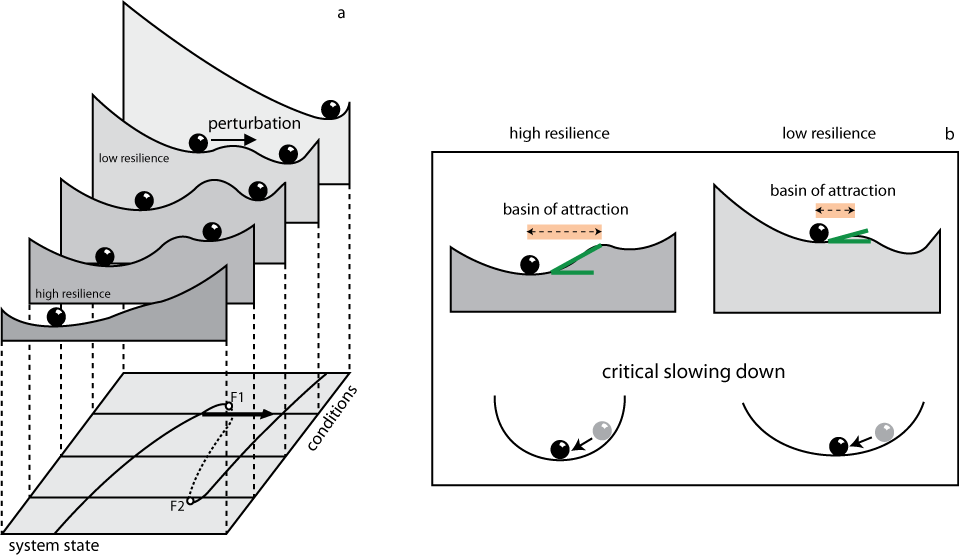 a
perturbation
low resilience
high resilience
F1
conditions
F2
system state
high resilience
low resilience
b
basin of attraction
basin of attraction
critical slowing down